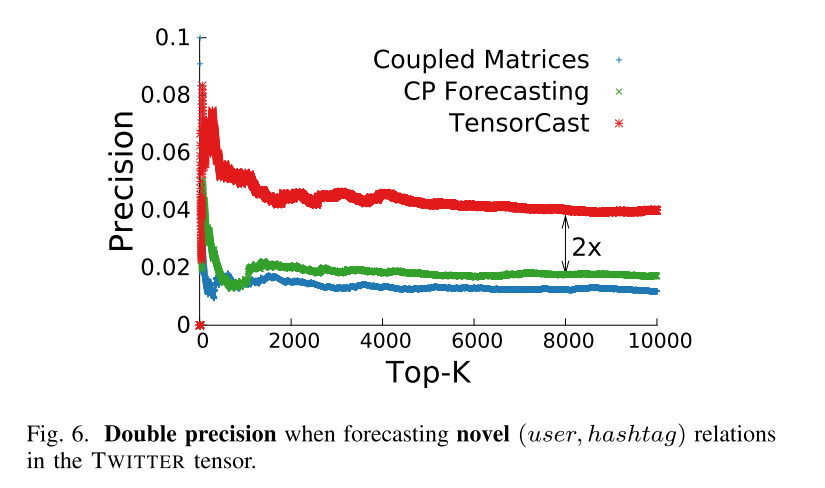 0.1
0.08
0.06
0.04
0.02
0
Precision
Coupled Matrices
CP Forecasting
TensorCast
2x
0 2000 4000 6000 8000 10000
Top-K
Fig. 6. Double precision when forecasting novel (user, hashtag) relations
in the TWITTER tensor.